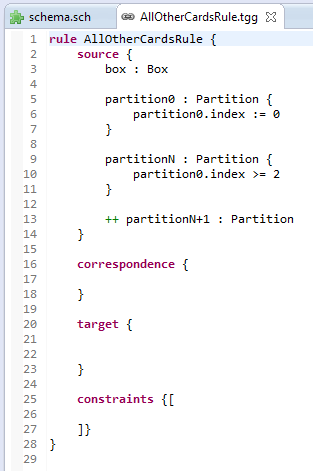 schema.sch AllOtherCardsRule.tgg
1 rule AllOtherCardsRule {
2 source {
3 box : Box
4
5 partition0 : Partition {
6 partition0.index := 0
7 }
8
9 partitionN : Partition {
10 partition0.index >= 2
11 }
12
13 ++ partitionN+1 : Partition
14 }
15
16 correspondence {
17
18 }
19
20 target {
21
22
23 }
24
25 constraints {[
26
27 ]}
28 }
29